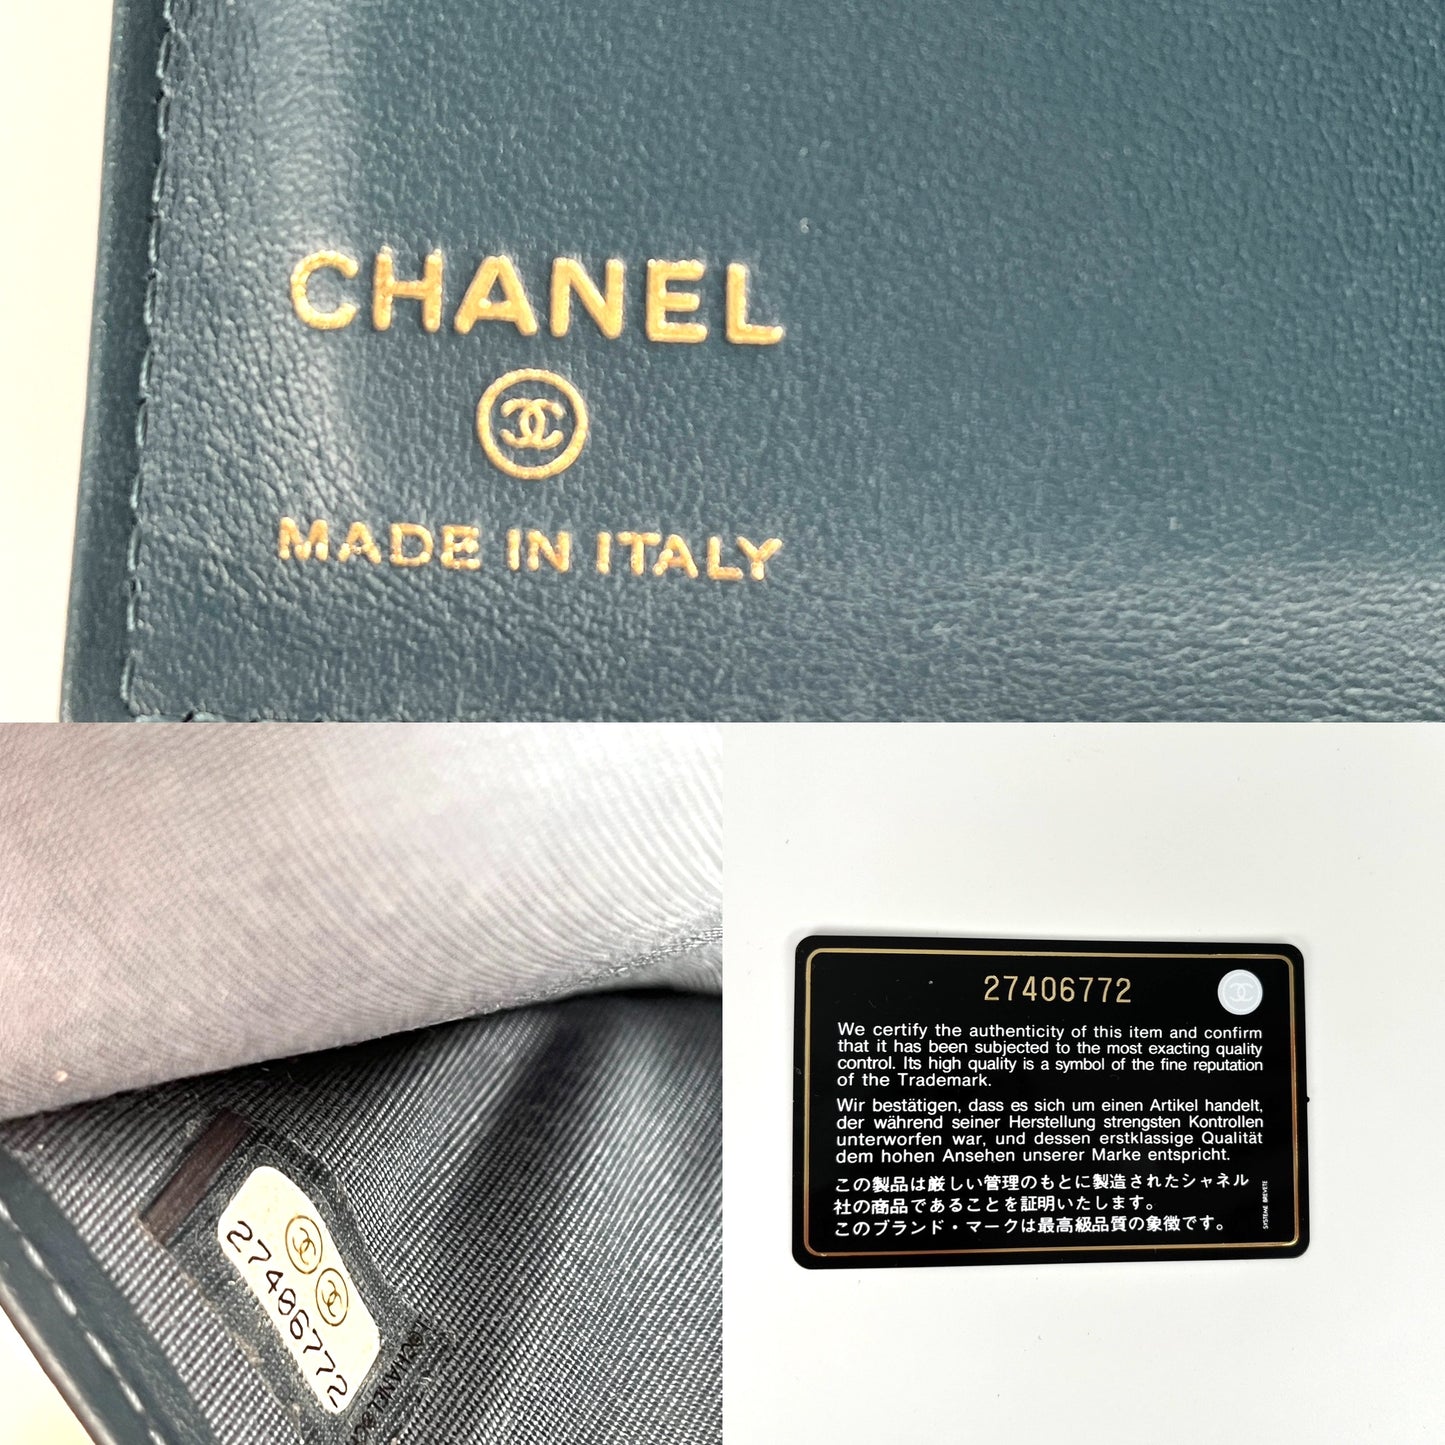 CHANEL
MADE IN ITALY
27406772
27406772
We certify the authenticity of this item and confirm
that it has been subjected to the most exacting quality
control. Its high quality is a symbol of the fine reputation
of the Trademark.
Wir bestätigen, dass es sich um einen Artikel handelt,
der während seiner Herstellung strengsten Kontrollen
unterworfen war, und dessen erstklassige Qualität
dem hohen Ansehen unserer Marke entspricht.
この製品は厳しい管理のもとに製造されたシャネル
社の商品であることを証明いたします。
このブランド・マークは最高級品質の象徴です。
SYSTEME BREVETE